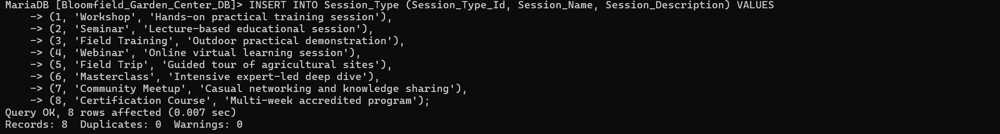 MariaDB [Bloomfield_Garden_Center_DB]> INSERT INTO Session_Type (Session_Type_Id, Session_Name, Session_Description) VALUES
    -> (1, 'Workshop', 'Hands-on practical training session'),
    -> (2, 'Seminar', 'Lecture-based educational session'),
    -> (3, 'Field Training', 'Outdoor practical demonstration'),
    -> (4, 'Webinar', 'Online virtual learning session'),
    -> (5, 'Field Trip', 'Guided tour of agricultural sites'),
    -> (6, 'Masterclass', 'Intensive expert-led deep dive'),
    -> (7, 'Community Meetup', 'Casual networking and knowledge sharing'),
    -> (8, 'Certification Course', 'Multi-week accredited program');
Query OK, 8 rows affected (0.007 sec)
Records: 8  Duplicates: 0  Warnings: 0